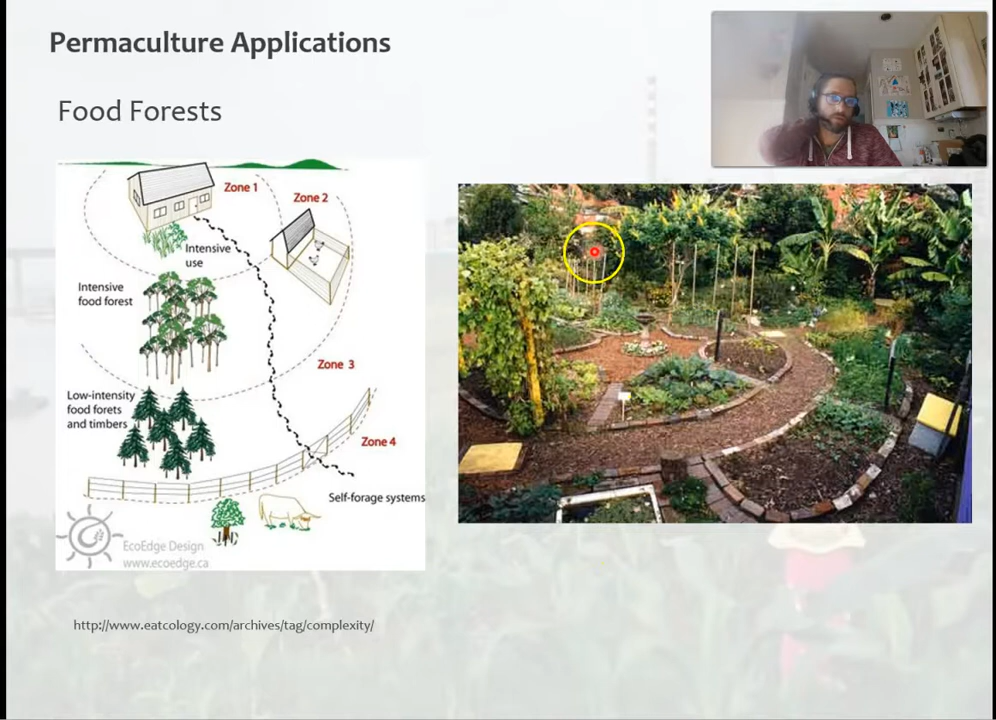 Permaculture Applications
Food Forests
Zone 1
Zone 2
Intensive
use
Intensive
food forest
Zone 3
Low-intensity
food forets
and timbers
Zone 4
Self-forage systems
EcoEdge Design
www.ecoedge.ca
http://www.eatcology.com/archives/tag/complexity/